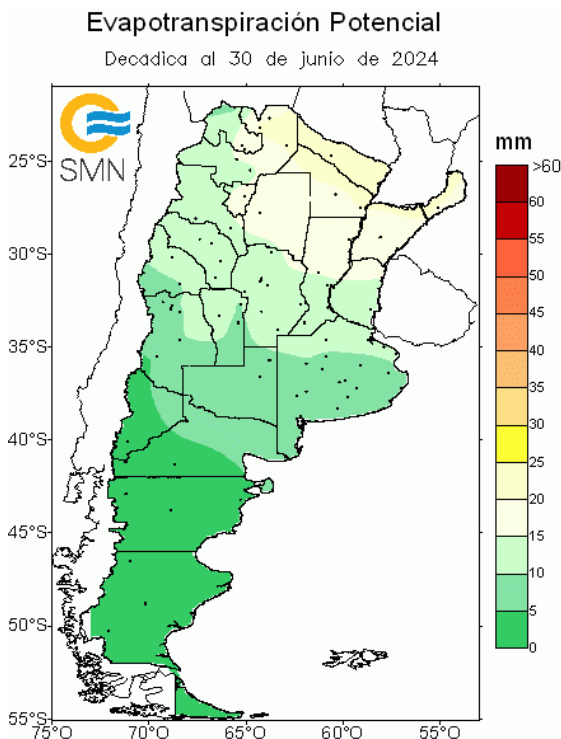 Evapotranspiración Potencial
Decadica al 30 de junio de 2024
SMN
mm
>60
60
55
50
45
40
35
30
25
20
15
10
5
0
25°S
30°S
35°S
40°S
45°S
50°S
55°S
75°O
70°O
65°O
60°O
55°O